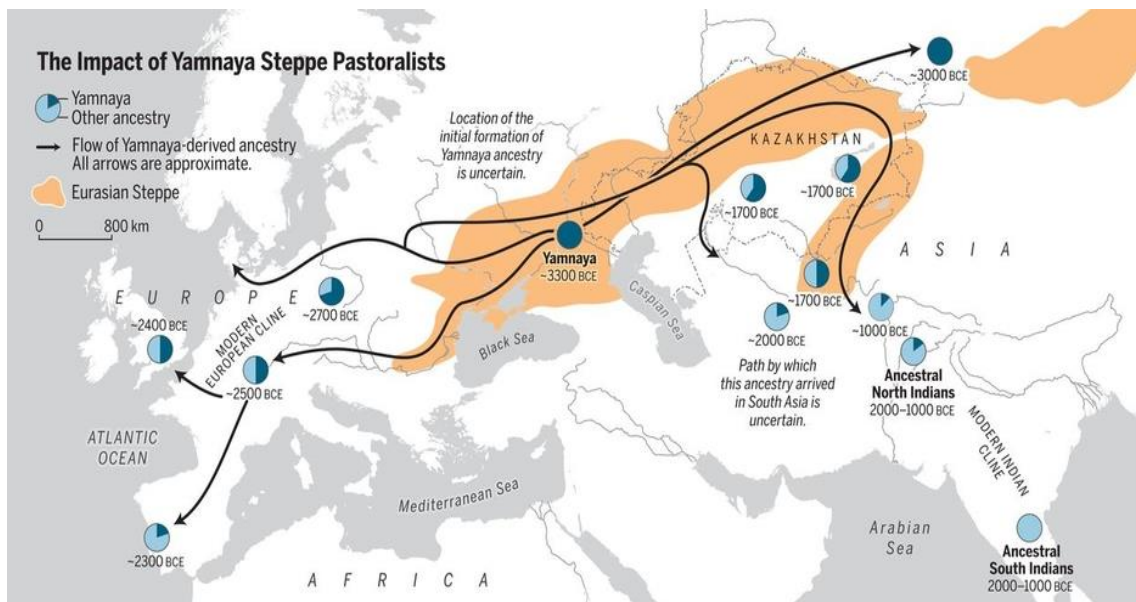 The Impact of Yamnaya Steppe Pastoralists
Yamnaya
Other ancestry
Flow of Yamnaya-derived ancestry
All arrows are approximate.
Eurasian Steppe
0 800 km
Location of the
initial formation of
Yamnaya ancestry
is uncertain.
~3000 BCE
KAZAKHSTAN
~1700 BCE
~1700 BCE
Yamnaya
~3300 BCE
ASIA
EUROPE
~2700 BCE
~1700 BCE
Caspian Sea
~2400 BCE
MODERN
EUROPEAN CLINE
Black Sea
~2000 BCE
~1000 BCE
~2500 BCE
Path by which
this ancestry arrived
in South Asia is
uncertain.
Ancestral
North Indians
2000–1000 BCE
ATLANTIC
OCEAN
MODERN INDIAN
CLINE
Mediterranean Sea
Arabian
Sea
~2300 BCE
AFRICA
Ancestral
South Indians
2000–1000 BCE